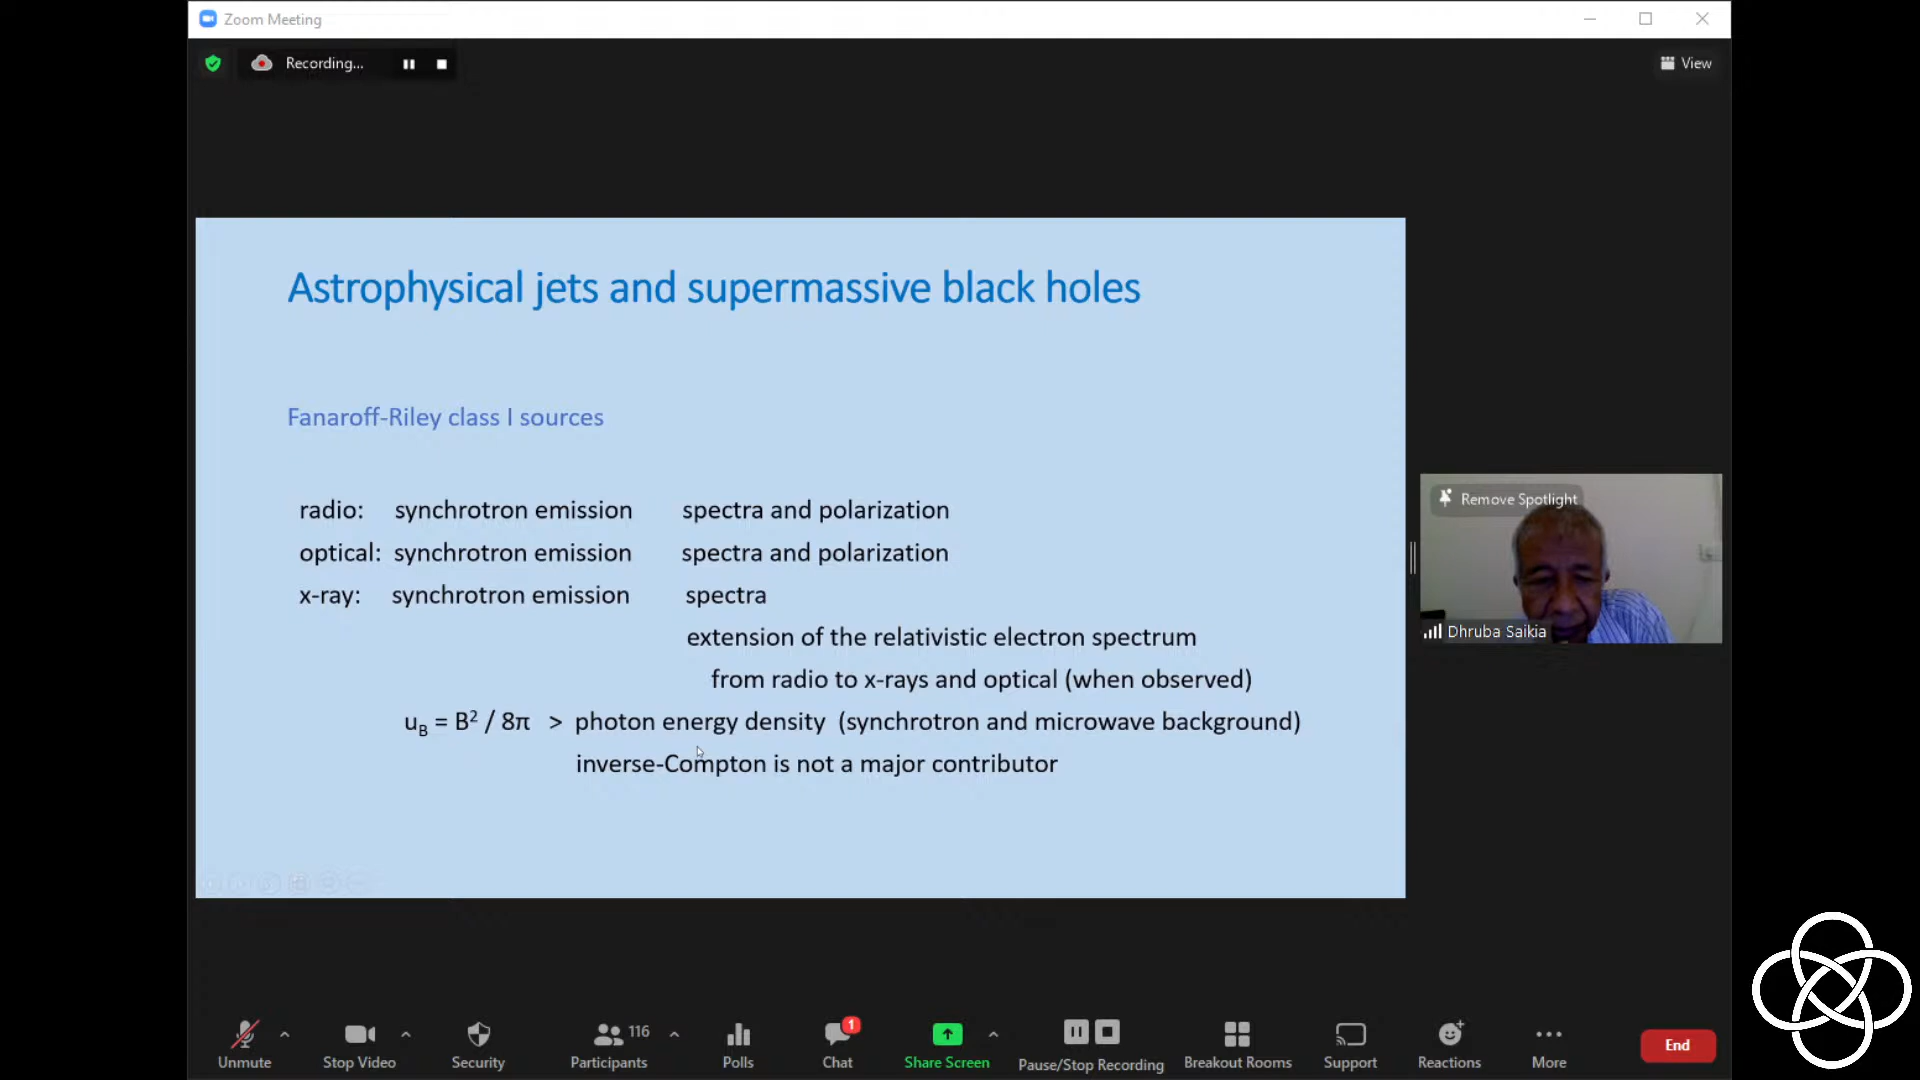 Zoom Meeting
Recording...
View
Astrophysical jets and supermassive black holes
Fanaroff-Riley class I sources
radio: synchrotron emission spectra and polarization
optical: synchrotron emission spectra and polarization
x-ray: synchrotron emission spectra
extension of the relativistic electron spectrum
from radio to x-rays and optical (when observed)
u_B = B² / 8π > photon energy density (synchrotron and microwave background)
inverse-Compton is not a major contributor
Remove Spotlight
Dhruba Saikia
116
1
Unmute
Stop Video
Security
Participants
Polls
Chat
Share Screen
Pause/Stop Recording
Breakout Rooms
Support
Reactions
More
End